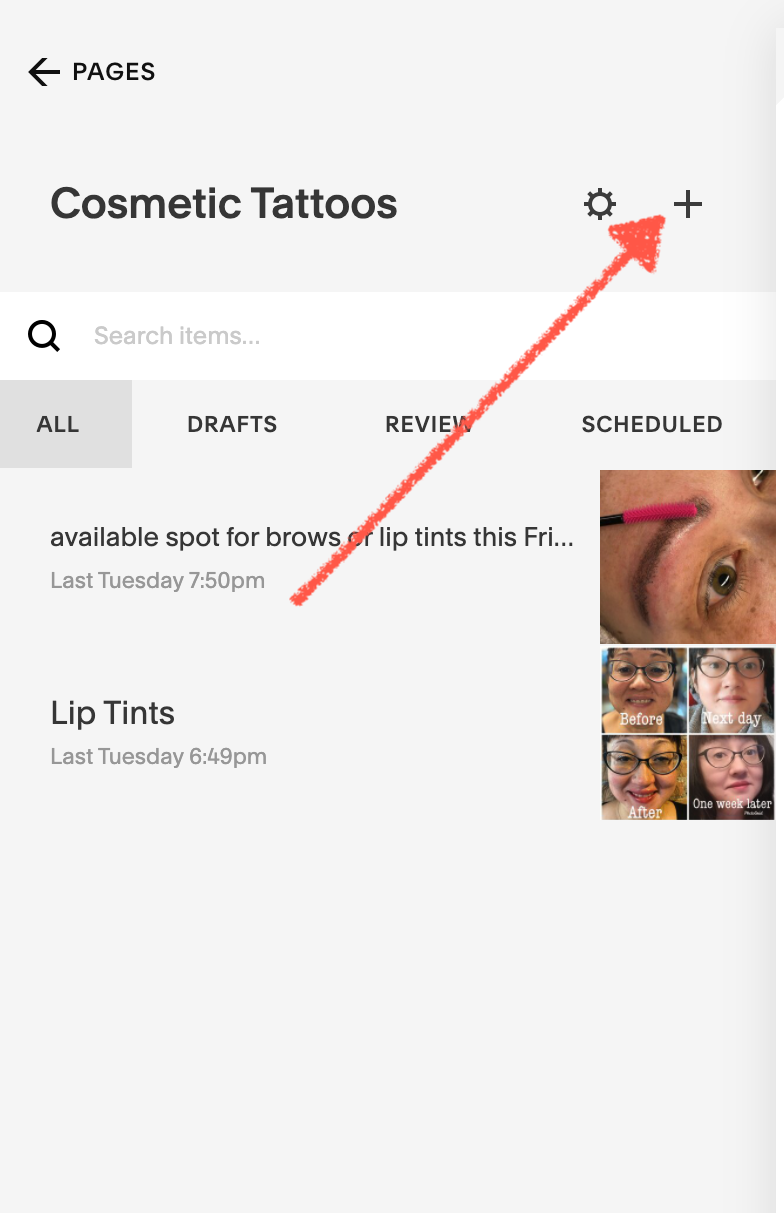 PAGES
Cosmetic Tattoos
Search items...
ALL DRAFTS REVIEW SCHEDULED
available spot for brows or lip tints this Fri...
Last Tuesday 7:50pm
Lip Tints
Last Tuesday 6:49pm
Before Next day
After One week later